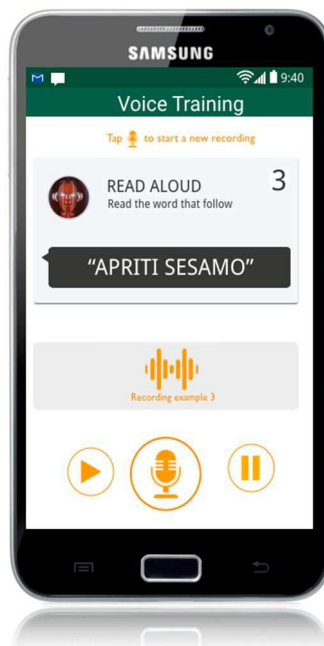 SAMSUNG
9:40
Voice Training
Tap to start a new recording
READ ALOUD
3
Read the word that follow
“APRITI SESAMO”
Recording example 3